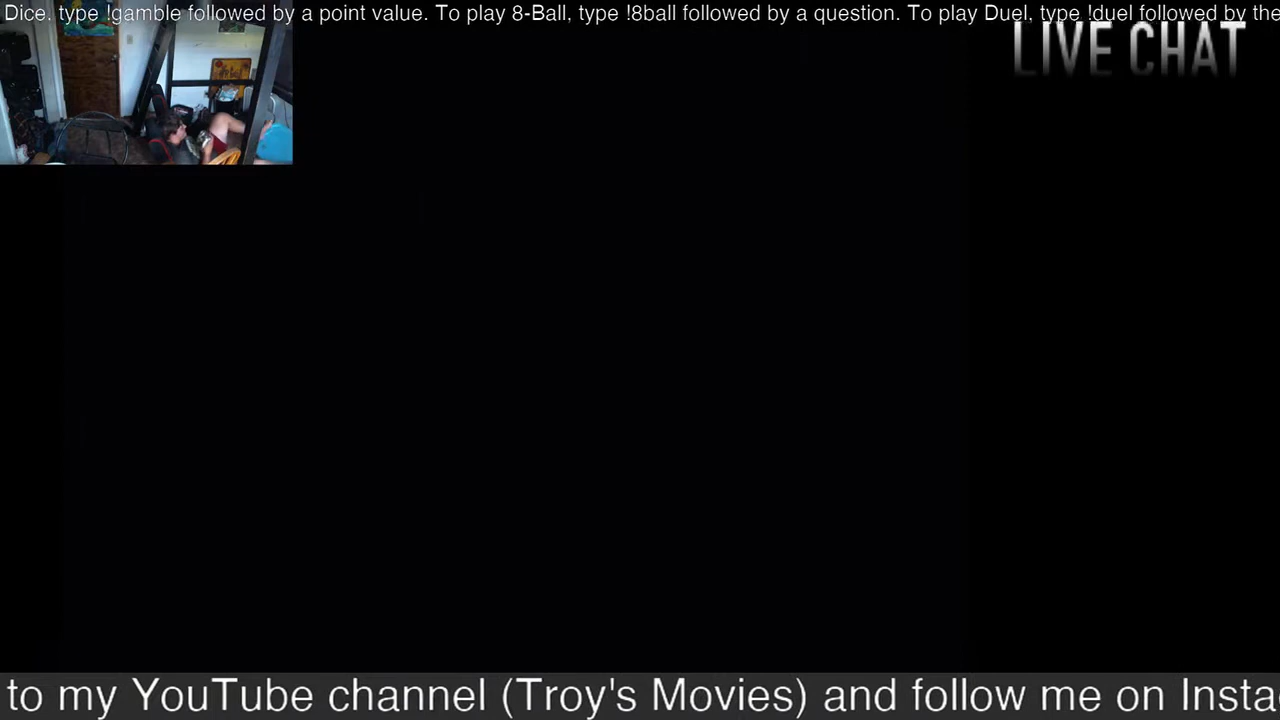 Dice. type !gamble followed by a point value. To play 8-Ball, type !8ball followed by a question. To play Duel, type !duel followed by the
LIVE CHAT
to my YouTube channel (Troy's Movies) and follow me on Insta